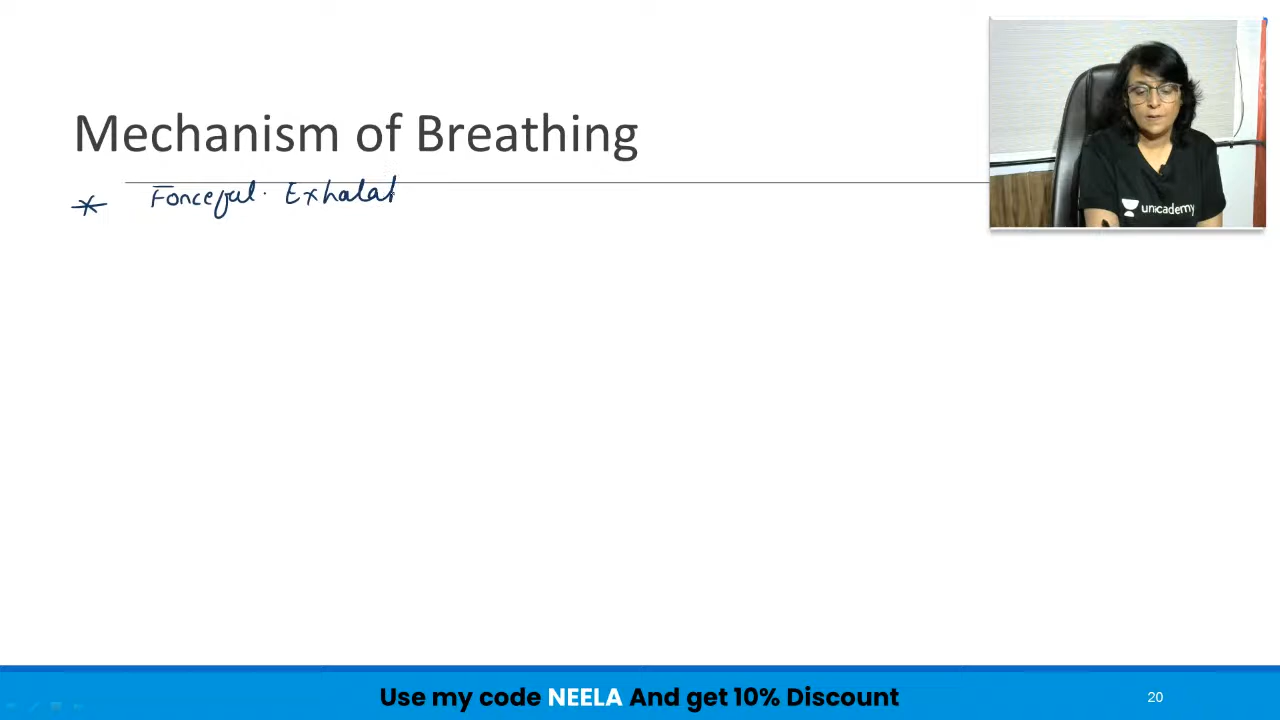 Mechanism of Breathing
* Forceful. Exhalat
unacademy
Use my code NEELA And get 10% Discount
20